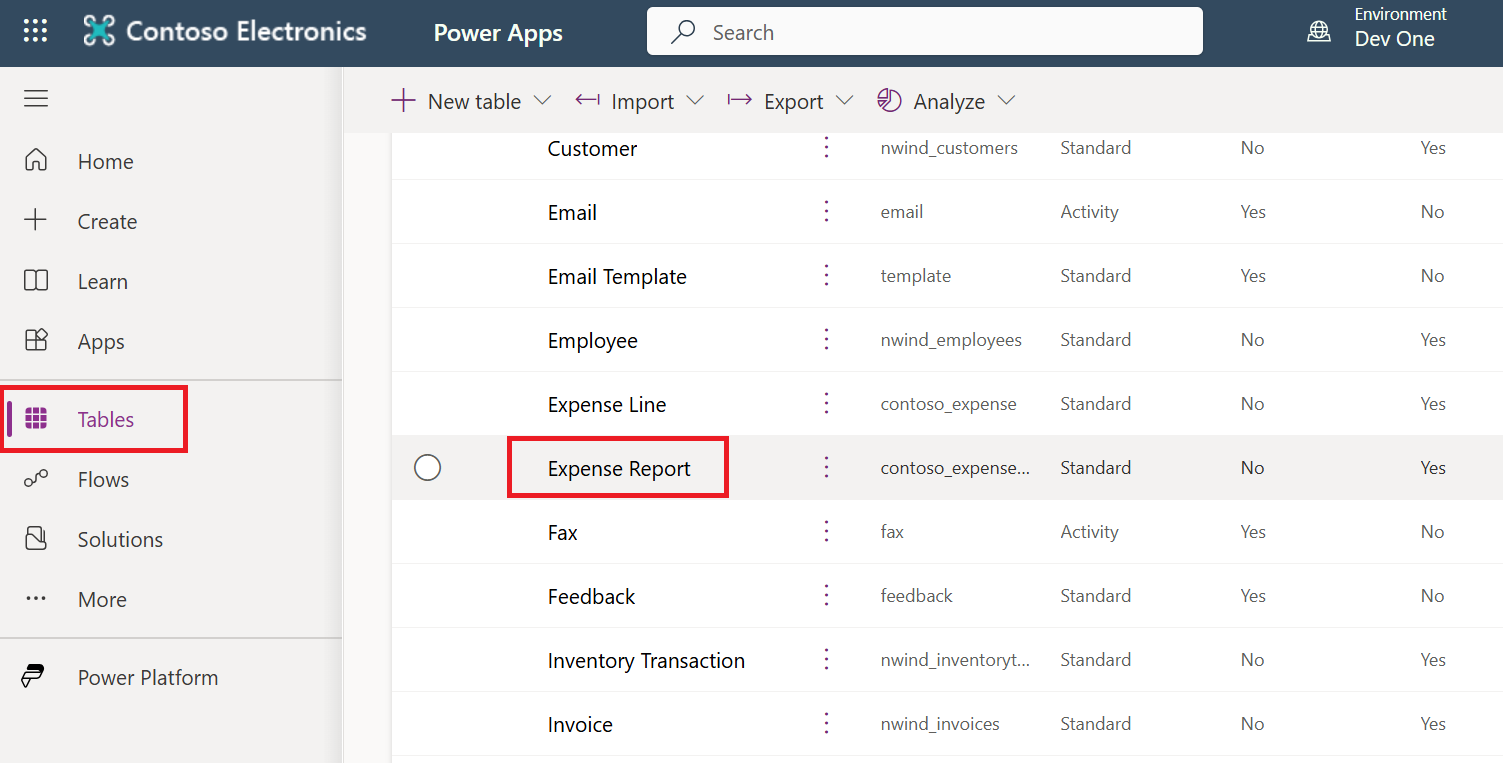 Contoso Electronics
Power Apps
Search
Environment
Dev One
New table
Import
Export
Analyze
Home
Create
Learn
Apps
Tables
Flows
Solutions
More
Power Platform
Customer nwind_customers Standard No Yes
Email email Activity Yes No
Email Template template Standard Yes No
Employee nwind_employees Standard No Yes
Expense Line contoso_expense Standard No Yes
Expense Report contoso_expense... Standard No Yes
Fax fax Activity Yes No
Feedback feedback Standard Yes No
Inventory Transaction nwind_inventoryt... Standard No Yes
Invoice nwind_invoices Standard No Yes